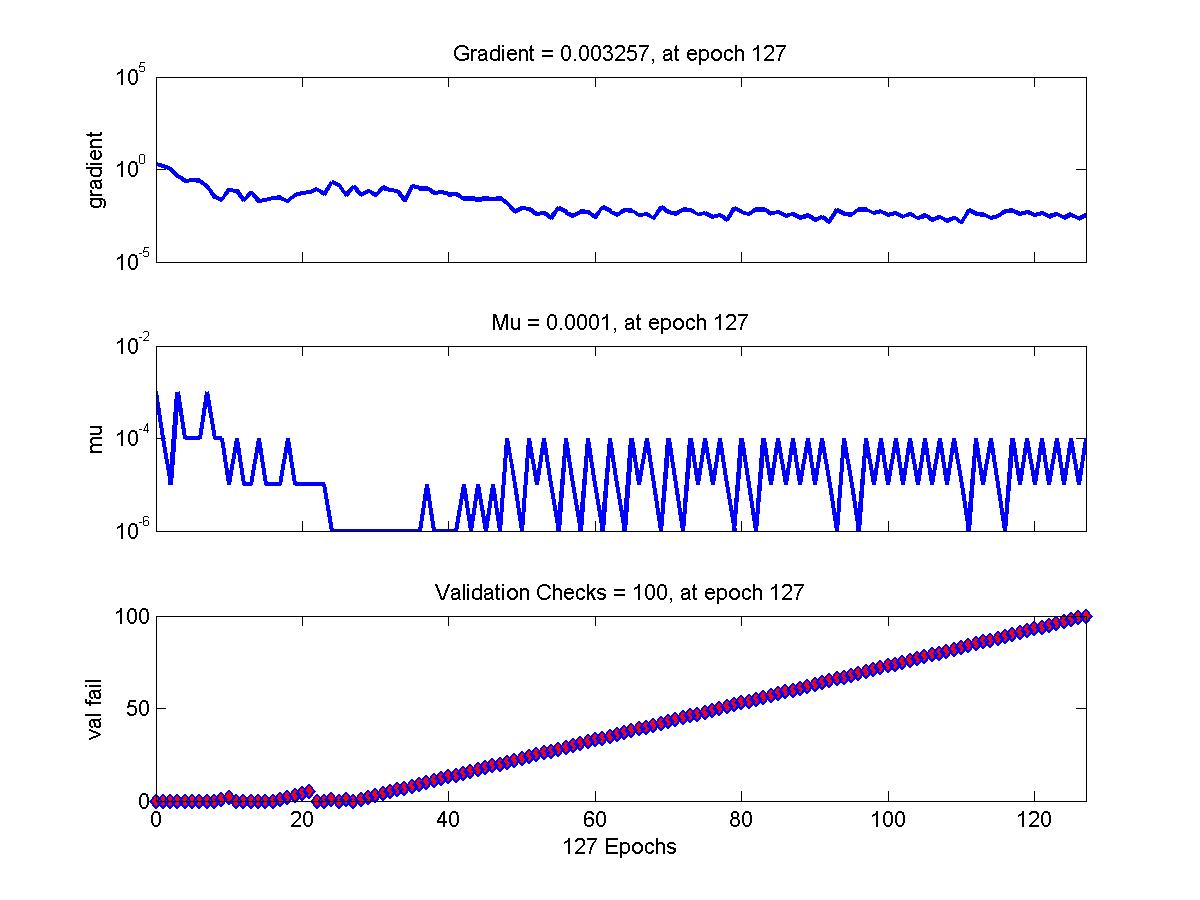 Gradient = 0.003257, at epoch 127
10^5
10^0
10^-5
gradient
Mu = 0.0001, at epoch 127
10^-2
10^-4
10^-6
mu
Validation Checks = 100, at epoch 127
100
50
0
val fail
0 20 40 60 80 100 120
127 Epochs